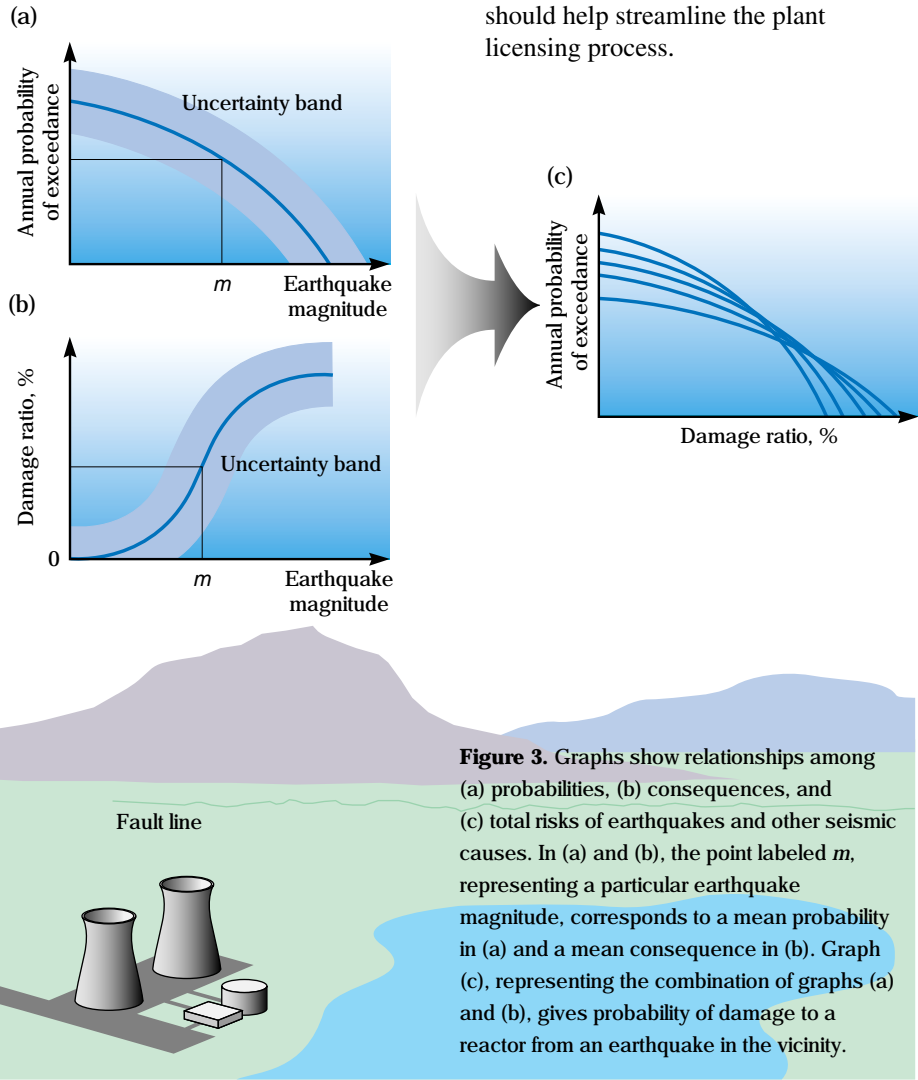 should help streamline the plant
licensing process.
(a)
Annual probability
of exceedance
Uncertainty band
m
Earthquake
magnitude
(b)
Damage ratio, %
0
Uncertainty band
m
Earthquake
magnitude
(c)
Annual probability
of exceedance
Damage ratio, %
Fault line
Figure 3. Graphs show relationships among
(a) probabilities, (b) consequences, and
(c) total risks of earthquakes and other seismic
causes. In (a) and (b), the point labeled m,
representing a particular earthquake
magnitude, corresponds to a mean probability
in (a) and a mean consequence in (b). Graph
(c), representing the combination of graphs (a)
and (b), gives probability of damage to a
reactor from an earthquake in the vicinity.